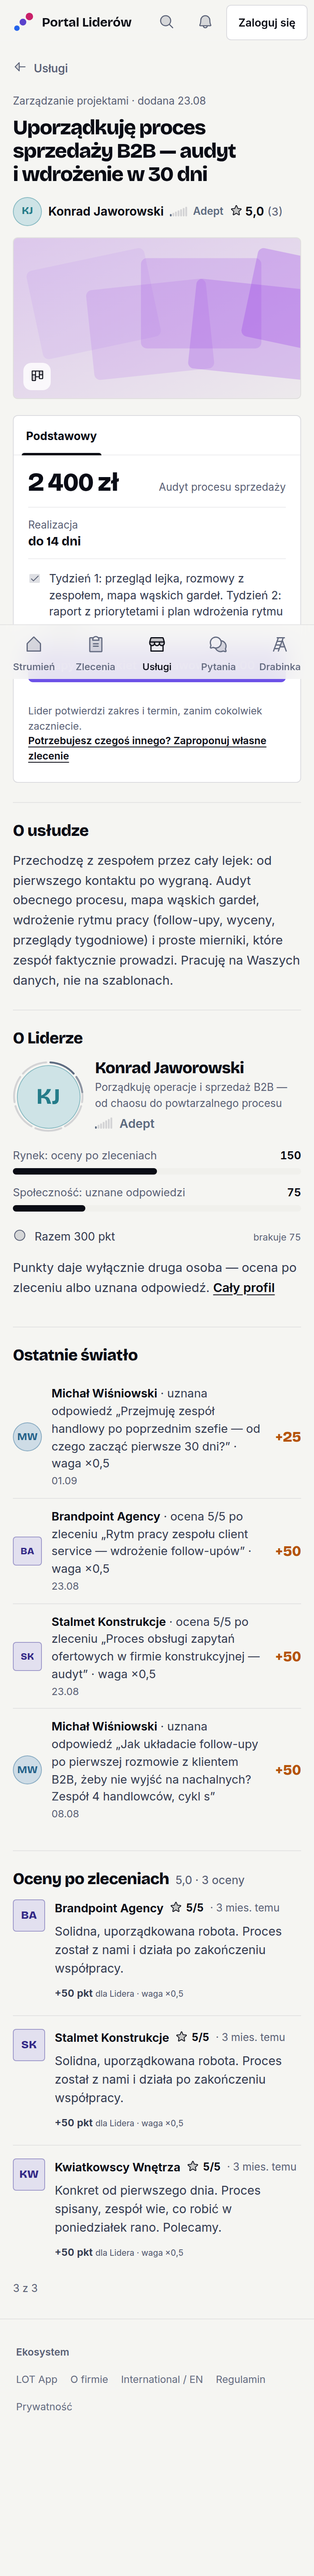 Portal Liderów
Zaloguj się
Usługi
Zarządzanie projektami · dodana 23.08
Uporządkuję proces
sprzedaży B2B — audyt
i wdrożenie w 30 dni
KJ
Konrad Jaworowski
Adept
5,0 (3)
Podstawowy
2 400 zł
Audyt procesu sprzedaży
Realizacja
do 14 dni
Tydzień 1: przegląd lejka, rozmowy z
zespołem, mapa wąskich gardeł. Tydzień 2:
raport z priorytetami i plan wdrożenia rytmu
Strumień
Zlecenia
Usługi
Pytania
Drabinka
Lider potwierdzi zakres i termin, zanim cokolwiek
zaczniecie.
Potrzebujesz czegoś innego? Zaproponuj własne
zlecenie
O usłudze
Przechodzę z zespołem przez cały lejek: od
pierwszego kontaktu po wygraną. Audyt
obecnego procesu, mapa wąskich gardeł,
wdrożenie rytmu pracy (follow-upy, wyceny,
przeglądy tygodniowe) i proste mierniki, które
zespół faktycznie prowadzi. Pracuję na Waszych
danych, nie na szablonach.
O Liderze
KJ
Konrad Jaworowski
Porządkuję operacje i sprzedaż B2B —
od chaosu do powtarzalnego procesu
Adept
Rynek: oceny po zleceniach
150
Społeczność: uznane odpowiedzi
75
Razem 300 pkt
brakuje 75
Punkty daje wyłącznie druga osoba — ocena po
zleceniu albo uznana odpowiedź. Cały profil
Ostatnie światło
MW
Michał Wiśniowski · uznana
odpowiedź „Przejmuję zespół
handlowy po poprzednim szefie — od
czego zacząć pierwsze 30 dni?” ·
waga ×0,5
01.09
+25
BA
Brandpoint Agency · ocena 5/5 po
zleceniu „Rytm pracy zespołu client
service — wdrożenie follow-upów” ·
waga ×0,5
23.08
+50
SK
Stalmet Konstrukcje · ocena 5/5 po
zleceniu „Proces obsługi zapytań
ofertowych w firmie konstrukcyjnej —
audyt” · waga ×0,5
23.08
+50
MW
Michał Wiśniowski · uznana
odpowiedź „Jak układacie follow-upy
po pierwszej rozmowie z klientem
B2B, żeby nie wyjść na nachalnych?
Zespół 4 handlowców, cykl s”
08.08
+50
Oceny po zleceniach 5,0 · 3 oceny
BA
Brandpoint Agency 5/5 · 3 mies. temu
Solidna, uporządkowana robota. Proces
został z nami i działa po zakończeniu
współpracy.
+50 pkt dla Lidera · waga ×0,5
SK
Stalmet Konstrukcje 5/5 · 3 mies. temu
Solidna, uporządkowana robota. Proces
został z nami i działa po zakończeniu
współpracy.
+50 pkt dla Lidera · waga ×0,5
KW
Kwiatkowscy Wnętrza 5/5 · 3 mies. temu
Konkret od pierwszego dnia. Proces
spisany, zespół wie, co robić w
poniedziałek rano. Polecamy.
+50 pkt dla Lidera · waga ×0,5
3 z 3
Ekosystem
LOT App
O firmie
International / EN
Regulamin
Prywatność